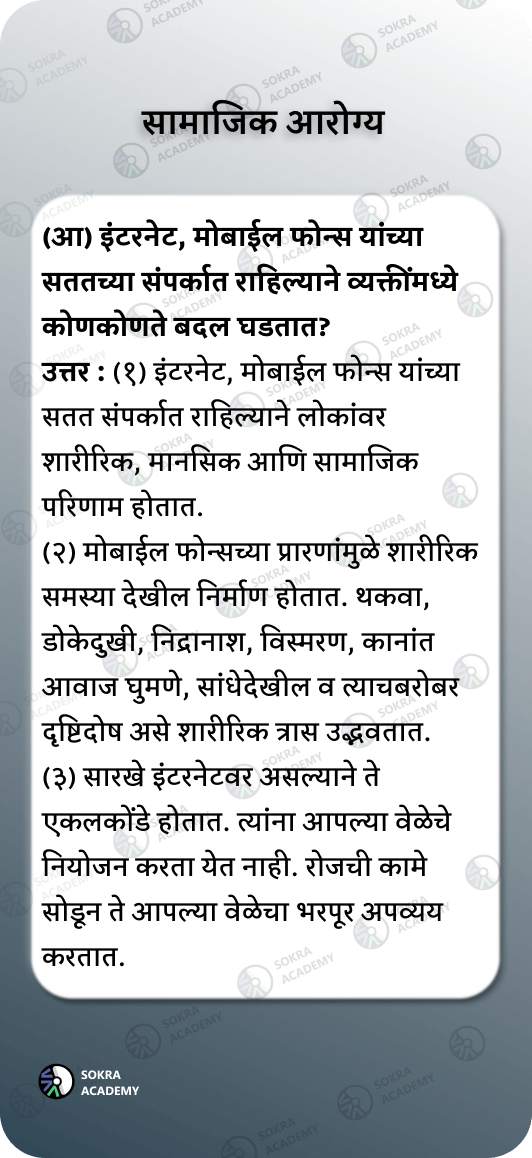 सामाजिक आरोग्य
(आ) इंटरनेट, मोबाईल फोन्स यांच्या
सततच्या संपर्कात राहिल्याने व्यक्तींमध्ये
कोणकोणते बदल घडतात?
उत्तर : (१) इंटरनेट, मोबाईल फोन्स यांच्या
सतत संपर्कात राहिल्याने लोकांवर
शारीरिक, मानसिक आणि सामाजिक
परिणाम होतात.
(२) मोबाईल फोन्सच्या प्रारणांमुळे शारीरिक
समस्या देखील निर्माण होतात. थकवा,
डोकेदुखी, निद्रानाश, विस्मरण, कानांत
आवाज घुमणे, सांधेदेखील व त्याचबरोबर
दृष्टिदोष असे शारीरिक त्रास उद्भवतात.
(३) सारखे इंटरनेटवर असल्याने ते
एकलकोंडे होतात. त्यांना आपल्या वेळेचे
नियोजन करता येत नाही. रोजची कामे
सोडून ते आपल्या वेळेचा भरपूर अपव्यय
करतात.
SOKRA
ACADEMY